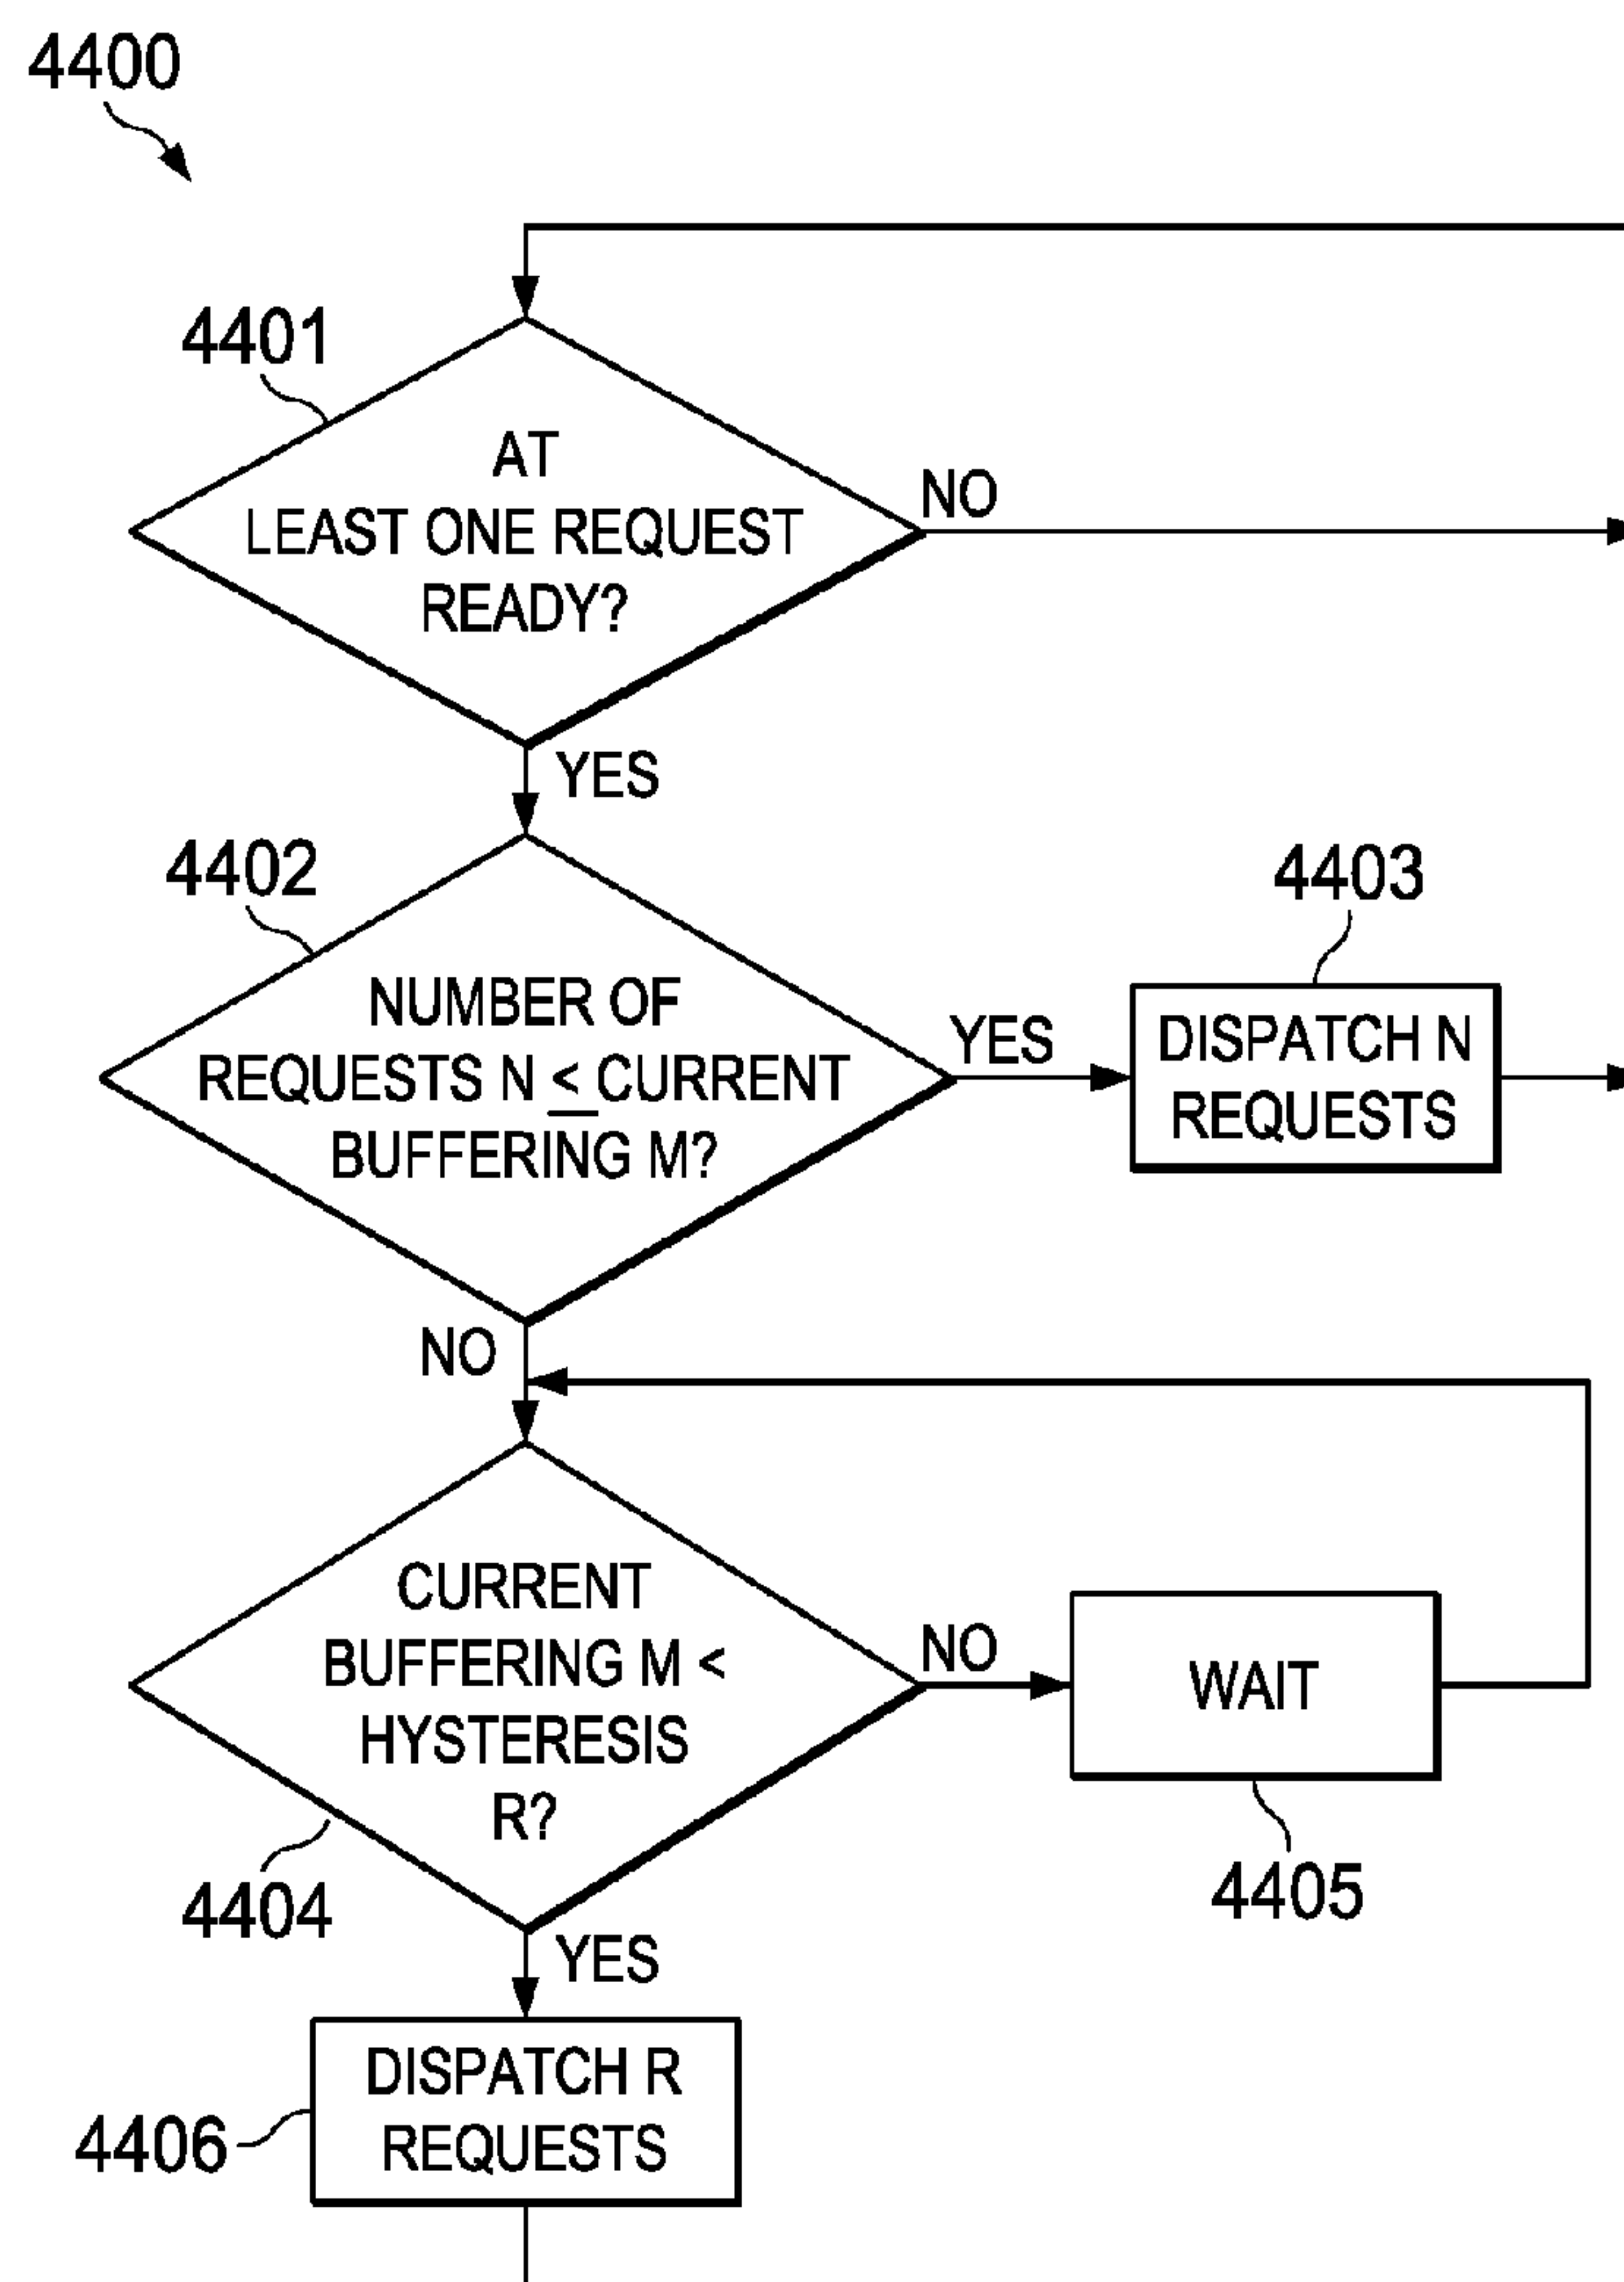 4400
4401
AT
LEAST ONE REQUEST
READY?
NO
YES
4402
NUMBER OF
REQUESTS N ≤ CURRENT
BUFFERING M?
YES
4403
DISPATCH N
REQUESTS
NO
CURRENT
BUFFERING M <
HYSTERESIS
R?
NO
WAIT
4404
4405
YES
DISPATCH R
REQUESTS
4406